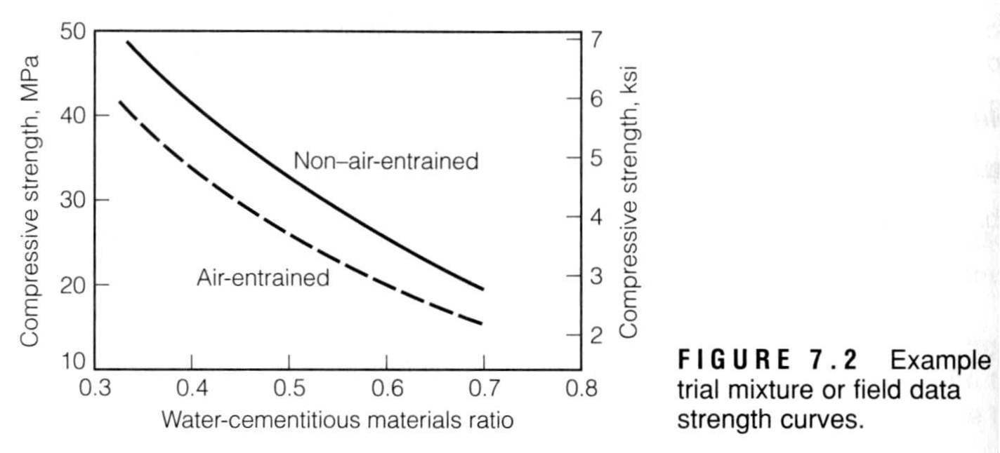 Compressive strength, MPa
50
40
30
20
10
0.3 0.4 0.5 0.6 0.7 0.8
Water-cementitious materials ratio
Non–air-entrained
Air-entrained
7
6
5
4
3
2
Compressive strength, ksi
FIGURE 7.2 Example
trial mixture or field data
strength curves.